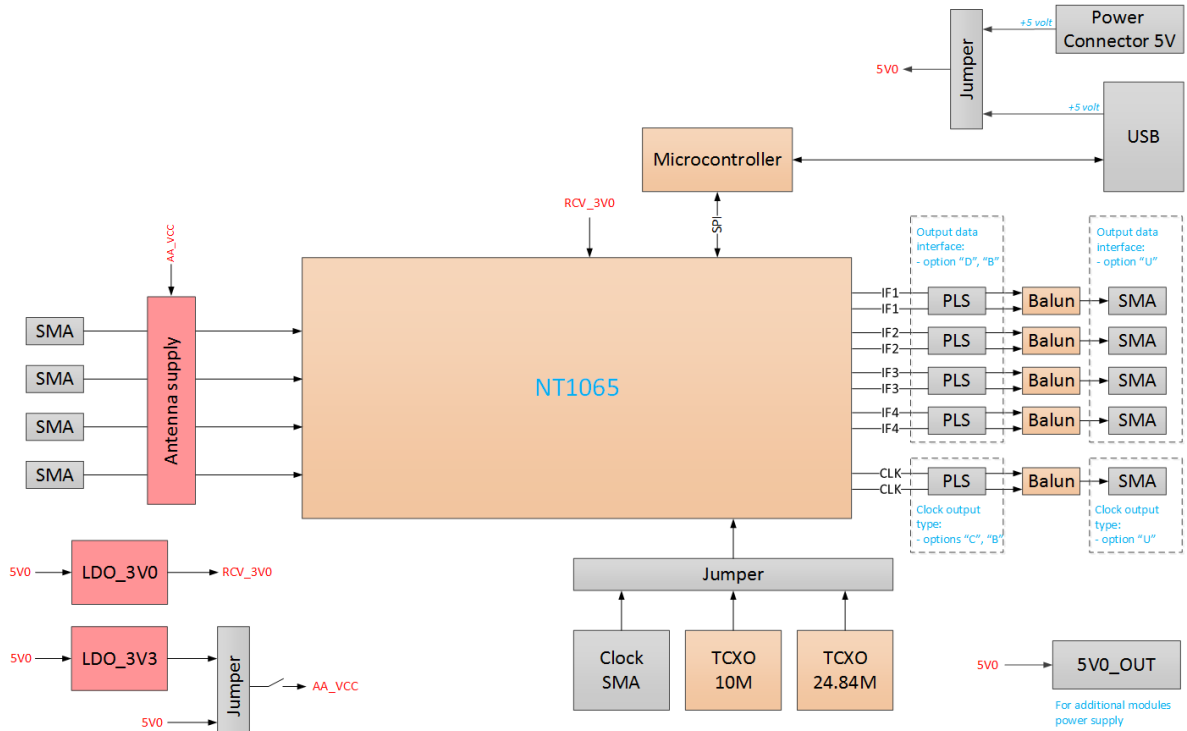 Power
Connector 5V
+5 volt
Jumper
5V0
+5 volt
USB
Microcontroller
SPI
RCV_3V0
AA_VCC
Antenna supply
SMA
SMA
SMA
SMA
NT1065
Output data
interface:
- option "D", "B"
Output data
interface:
- option "U"
IF1
IF1
PLS
Balun
SMA
IF2
IF2
PLS
Balun
SMA
IF3
IF3
PLS
Balun
SMA
IF4
IF4
PLS
Balun
SMA
CLK
CLK
PLS
Balun
SMA
Clock output
type:
- options "C", "B"
Clock output
type:
- option "U"
5V0
LDO_3V0
RCV_3V0
5V0
LDO_3V3
Jumper
AA_VCC
5V0
Jumper
Clock
SMA
TCXO
10M
TCXO
24.84M
5V0
5V0_OUT
For additional modules
power supply